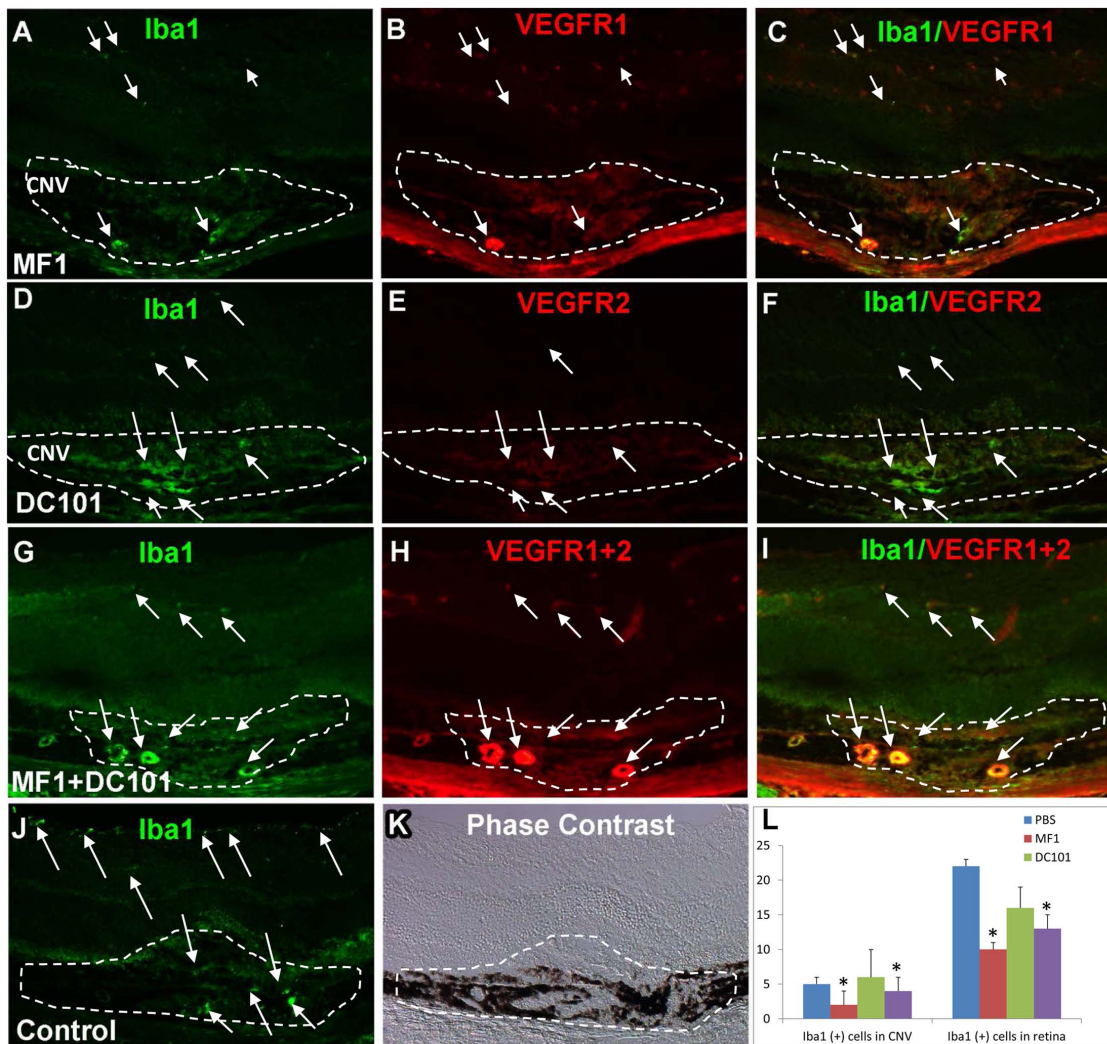 A Iba1
B VEGFR1
C Iba1/VEGFR1
CNV
MF1
D Iba1
E VEGFR2
F Iba1/VEGFR2
CNV
DC101
G Iba1
H VEGFR1+2
I Iba1/VEGFR1+2
MF1+DC101
J Iba1
Control
K Phase Contrast
L
PBS
MF1
DC101
25
20
15
10
5
0
* * * *
Iba1 (+) cells in CNV
Iba1 (+) cells in retina